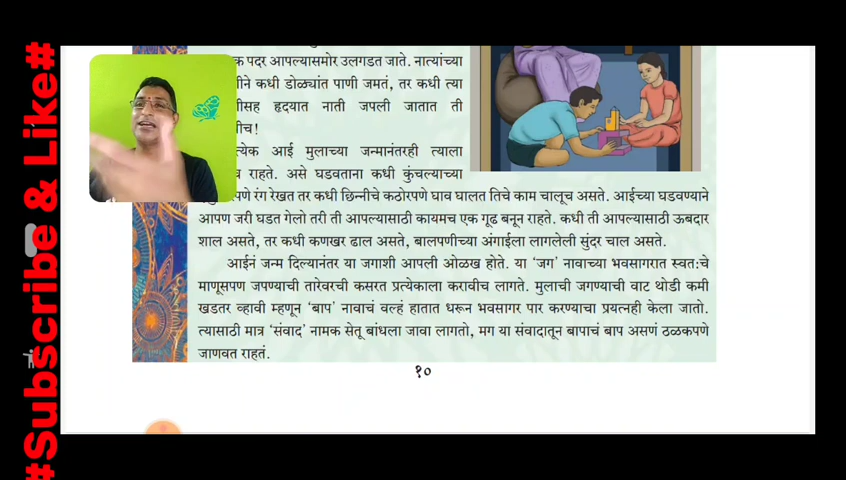 #Subscribe & Like#
पदर आपल्यासमोर उलगडत जाते. नात्यांच्या
कधी डोळ्यांत पाणी जमतं, तर कधी त्या
हृदयात नाती जपली जातात ती
आई मुलाच्या जन्मानंतरही त्याला
राहते. असे घडवताना कधी कुंचल्याच्या
रंग रेखत तर कधी छिन्नीचे कठोरपणे घाव घालत तिचे काम चालूच असते. आईच्या घडवण्याने
आपण जरी घडत गेलो तरी ती आपल्यासाठी कायमच एक गूढ बनून राहते. कधी ती आपल्यासाठी ऊबदार
शाल असते, तर कधी कणखर ढाल असते, बालपणीच्या अंगाईला लागलेली सुंदर चाल असते.
आईनं जन्म दिल्यानंतर या जगाशी आपली ओळख होते. या ‘जग’ नावाच्या भवसागरात स्वत:चे
माणूसपण जपण्याची तारेवरची कसरत प्रत्येकाला करावीच लागते. मुलाची जगण्याची वाट थोडी कमी
खडतर व्हावी म्हणून ‘बाप’ नावाचं वल्हं हातात धरून भवसागर पार करण्याचा प्रयत्नही केला जातो.
त्यासाठी मात्र ‘संवाद’ नामक सेतू बांधला जावा लागतो, मग या संवादातून बापाचं बाप असणं ठळकपणे
जाणवत राहतं.
१०